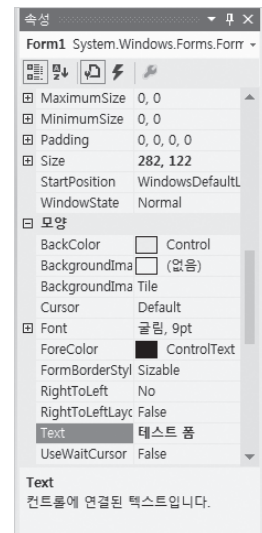 속성
Form1 System.Windows.Forms.Form
MaximumSize 0, 0
MinimumSize 0, 0
Padding 0, 0, 0, 0
Size 282, 122
StartPosition WindowsDefaultL
WindowState Normal
모양
BackColor Control
BackgroundIma (없음)
BackgroundIma Tile
Cursor Default
Font 굴림, 9pt
ForeColor ControlText
FormBorderStyl Sizable
RightToLeft No
RightToLeftLayc False
Text 테스트 폼
UseWaitCursor False
Text
컨트롤에 연결된 텍스트입니다.